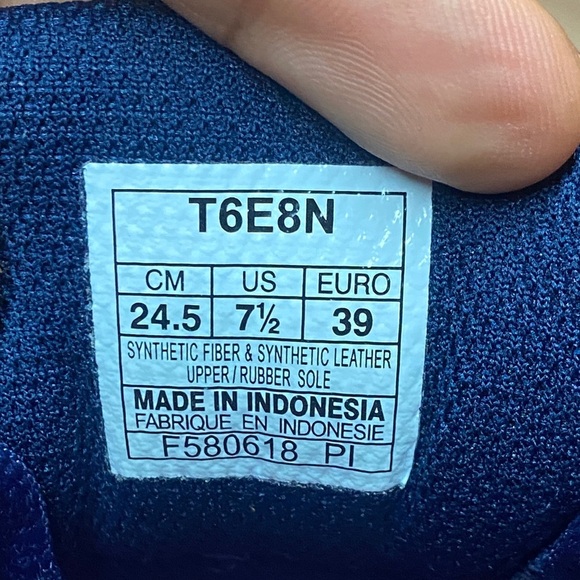 T6E8N
CM US EURO
24.5 7½ 39
SYNTHETIC FIBER & SYNTHETIC LEATHER
UPPER/RUBBER SOLE
MADE IN INDONESIA
FABRIQUE EN INDONESIE
F580618 PI